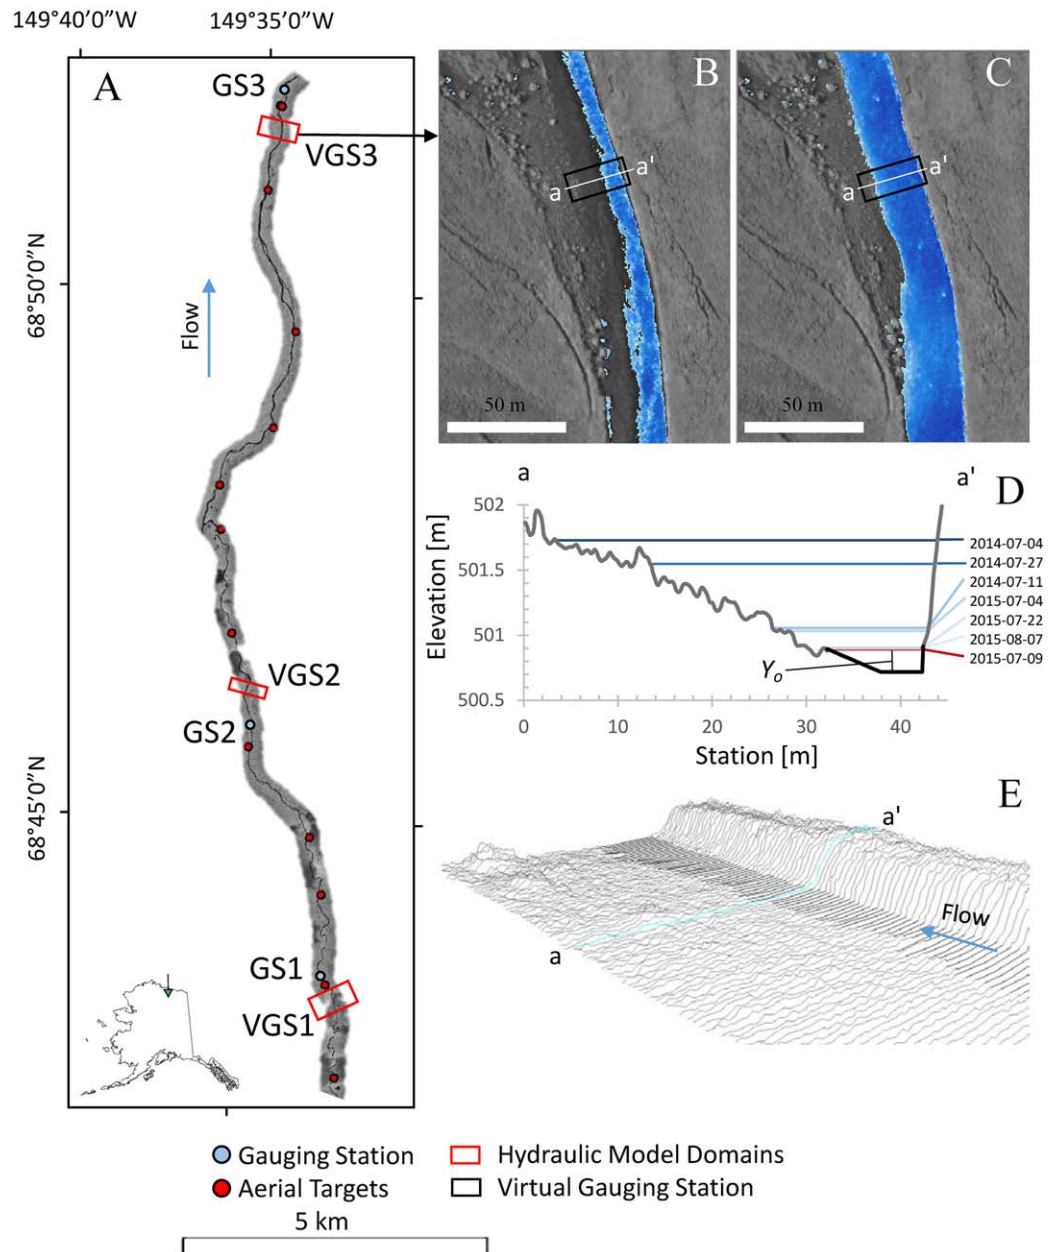 149°40’0”W 149°35’0”W
A
GS3
VGS3
68°50’0”N
Flow
VGS2
GS2
68°45’0”N
GS1
VGS1
B
a a'
50 m
C
a a'
50 m
a a' D
Elevation [m]
502
501.5
501
500.5
0 10 20 30 40
Station [m]
Yo
2014-07-04
2014-07-27
2014-07-11
2015-07-04
2015-07-22
2015-08-07
2015-07-09
E
a'
Flow
a
Gauging Station Hydraulic Model Domains
Aerial Targets Virtual Gauging Station
5 km